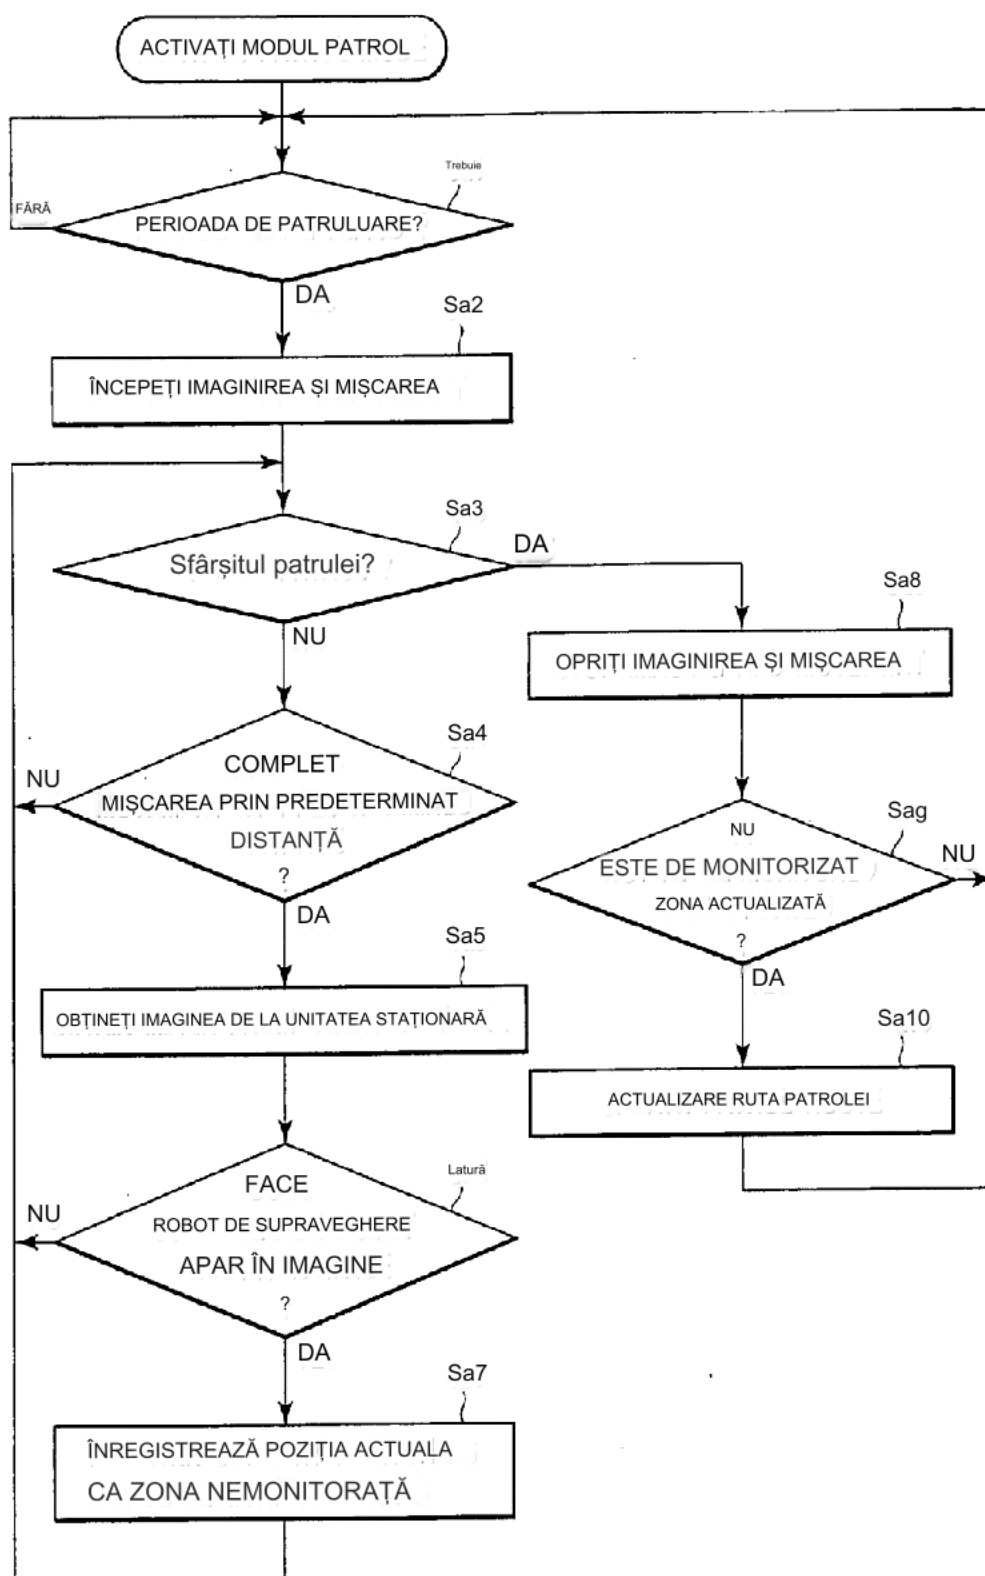 ACTIVAȚI MODUL PATROL
Trebuie
FĂRĂ
PERIOADA DE PATRULUARE?
DA
Sa2
ÎNCEPEȚI IMAGINIREA ȘI MIȘCAREA
Sa3
Sfârșitul patrulei?
DA
NU
Sa8
OPRIȚI IMAGINIREA ȘI MIȘCAREA
Sa4
NU
COMPLET
MIȘCAREA PRIN PREDETERMINAT
DISTANȚĂ
?
DA
Sag
NU
NU
ESTE DE MONITORIZAT
ZONA ACTUALIZATĂ
?
DA
Sa5
OBȚINEȚI IMAGINEA DE LA UNITATEA STAȚIONARĂ
Sa10
ACTUALIZARE RUTA PATROLEI
Latură
NU
FACE
ROBOT DE SUPRAVEGHERE
APAR ÎN IMAGINE
?
DA
Sa7
ÎNREGISTREAZĂ POZIȚIA ACTUALA
CA ZONA NEMONITORAȚĂ